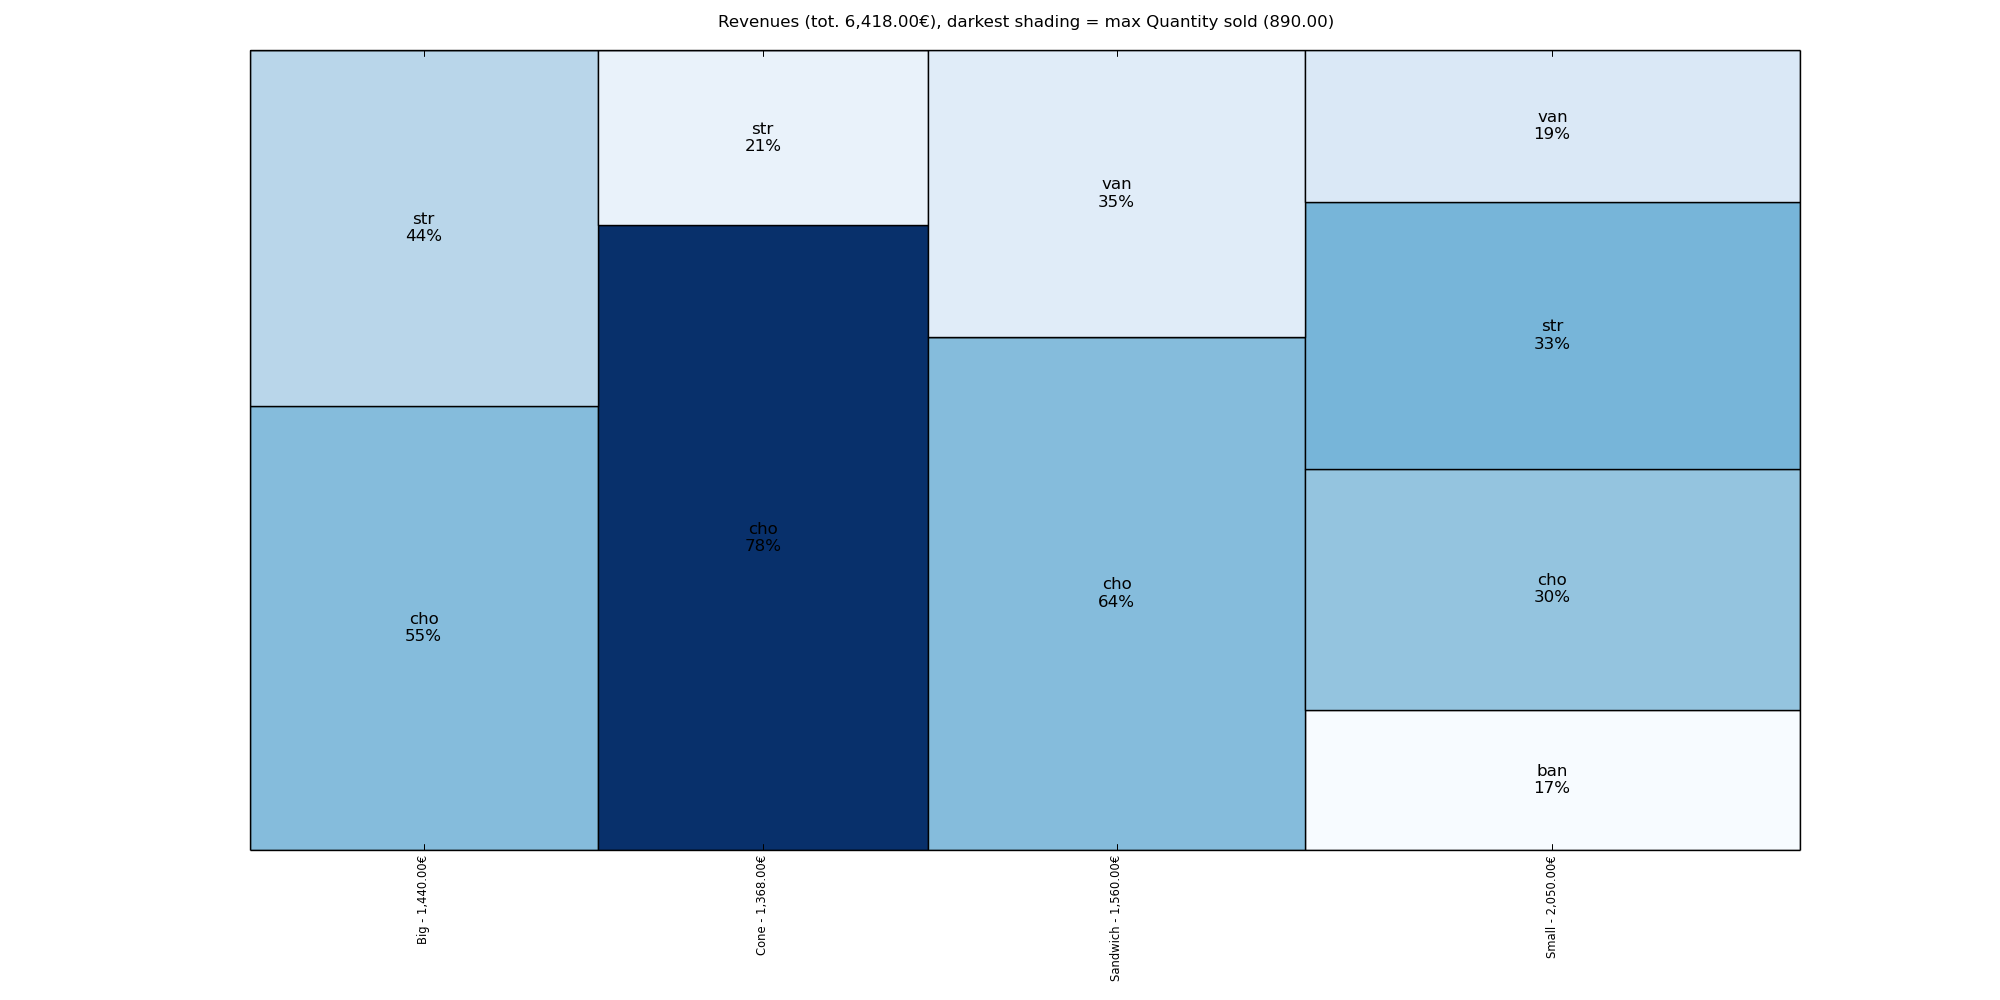 Revenues (tot. 6,418.00€), darkest shading = max Quantity sold (890.00)
str
44%
cho
55%
str
21%
cho
78%
van
35%
cho
64%
van
19%
str
33%
cho
30%
ban
17%
Big - 1,440.00€
Cone - 1,368.00€
Sandwich - 1,560.00€
Small - 2,050.00€